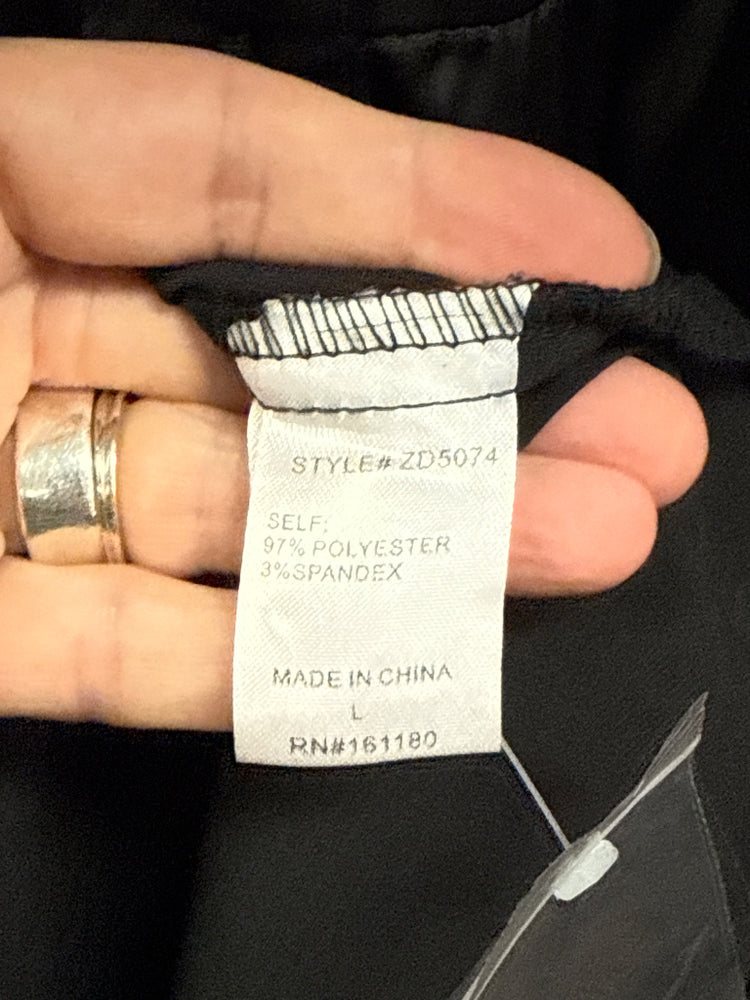 STYLE# ZD5074
SELF:
97% POLYESTER
3%SPANDEX
MADE IN CHINA
L
RN#161180